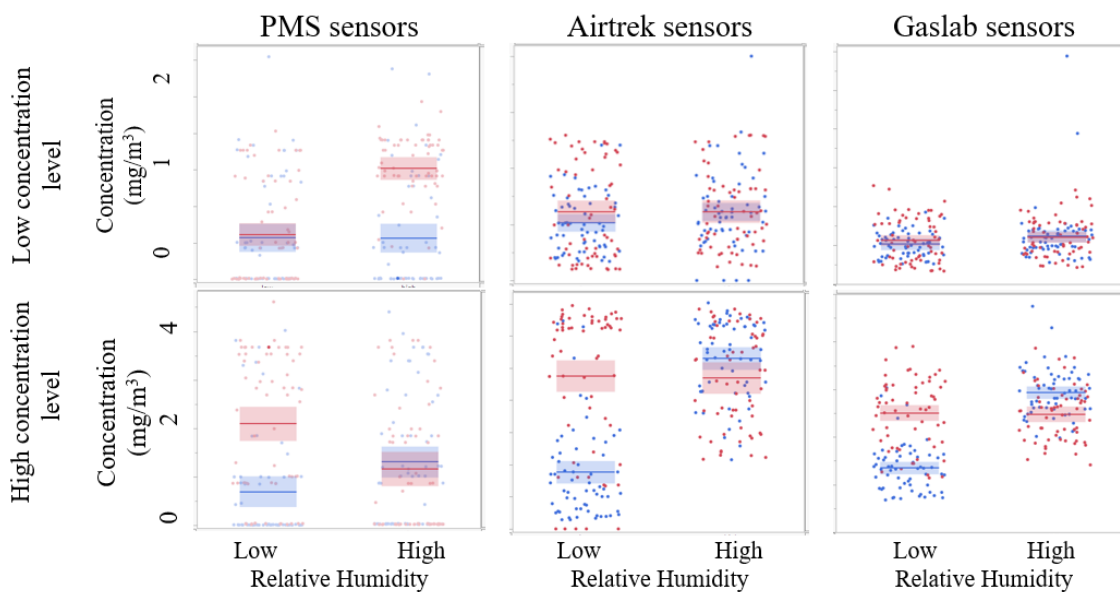 PMS sensors
Airtrek sensors
Gaslab sensors
Low concentration
level
Concentration
(mg/m³)
2
1
0
High concentration
level
Concentration
(mg/m³)
4
2
0
Low
High
Relative Humidity
Low
High
Relative Humidity
Low
High
Relative Humidity